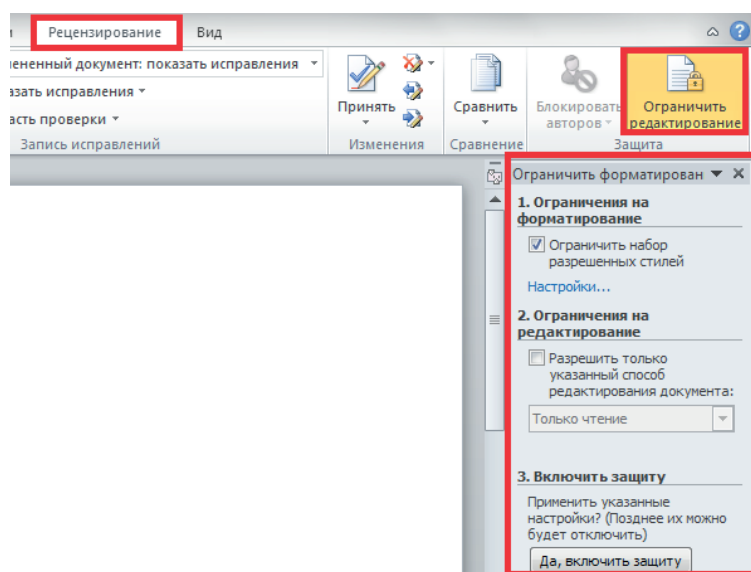 Рецензирование Вид
мененный документ: показать исправления
азать исправления
асть проверки
Принять
Сравнить
Блокировать
авторов
Ограничить
редактирование
Запись исправлений Изменения Сравнение Защита
Ограничить форматирован
1. Ограничения на
форматирование
Ограничить набор
разрешенных стилей
Настройки...
2. Ограничения на
редактирование
Разрешить только
указанный способ
редактирования документа:
Только чтение
3. Включить защиту
Применить указанные
настройки? (Позднее их можно
будет отключить)
Да, включить защиту